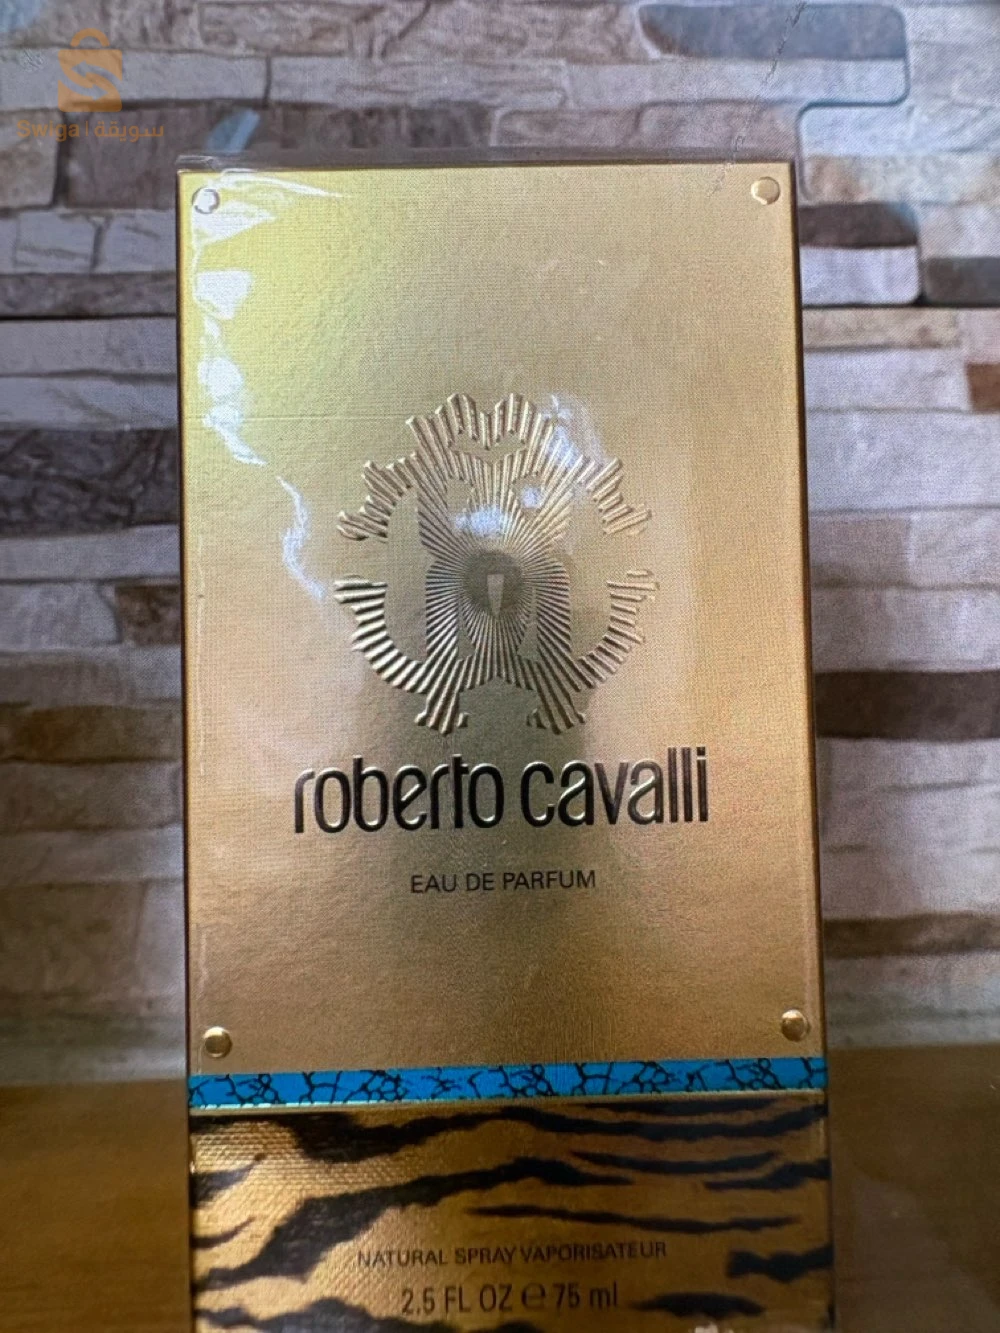 Swiga | سويقة
roberto cavalli
EAU DE PARFUM
NATURAL SPRAY VAPORISATEUR
2.5 FL OZ e 75 ml